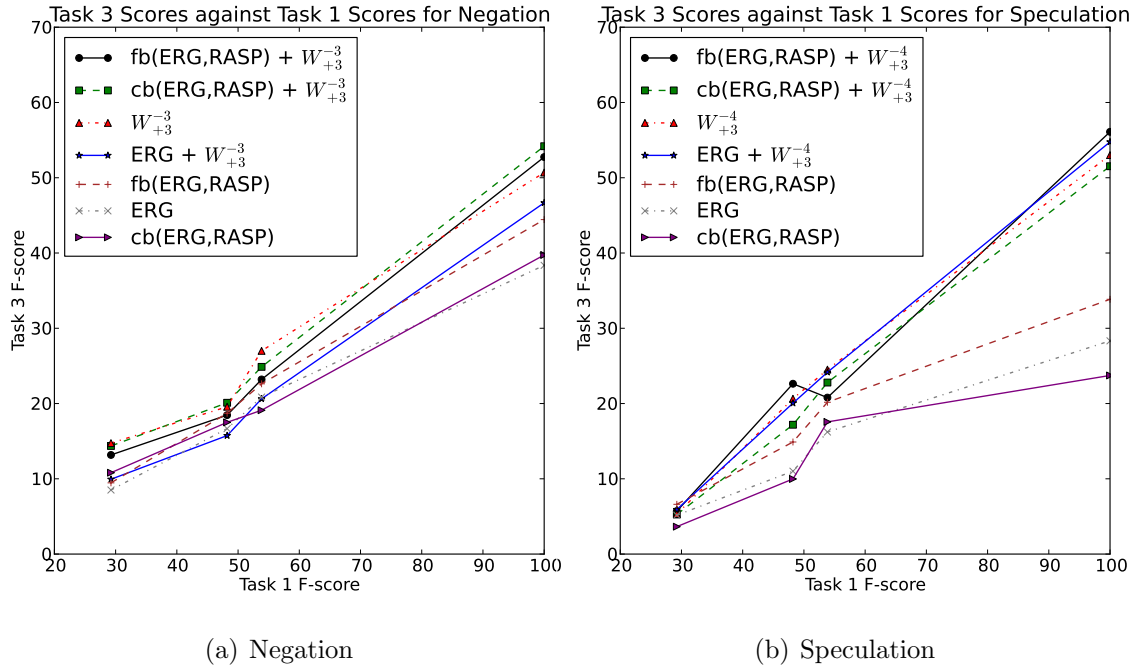 Task 3 Scores against Task 1 Scores for Negation
70
60
50
40
30
20
10
0
Task 3 F-score
fb(ERG,RASP) + W_{+3}^{-3}
cb(ERG,RASP) + W_{+3}^{-3}
W_{+3}^{-3}
ERG + W_{+3}^{-3}
fb(ERG,RASP)
ERG
cb(ERG,RASP)
20 30 40 50 60 70 80 90 100
Task 1 F-score
(a) Negation
Task 3 Scores against Task 1 Scores for Speculation
70
60
50
40
30
20
10
0
Task 3 F-score
fb(ERG,RASP) + W_{+3}^{-4}
cb(ERG,RASP) + W_{+3}^{-4}
W_{+3}^{-4}
ERG + W_{+3}^{-4}
fb(ERG,RASP)
ERG
cb(ERG,RASP)
20 30 40 50 60 70 80 90 100
Task 1 F-score
(b) Speculation